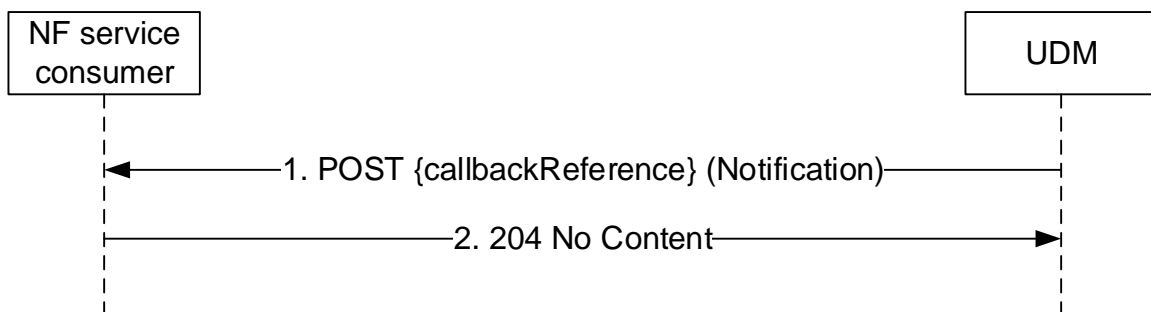 NF service
consumer
UDM
1. POST {callbackReference} (Notification)
2. 204 No Content